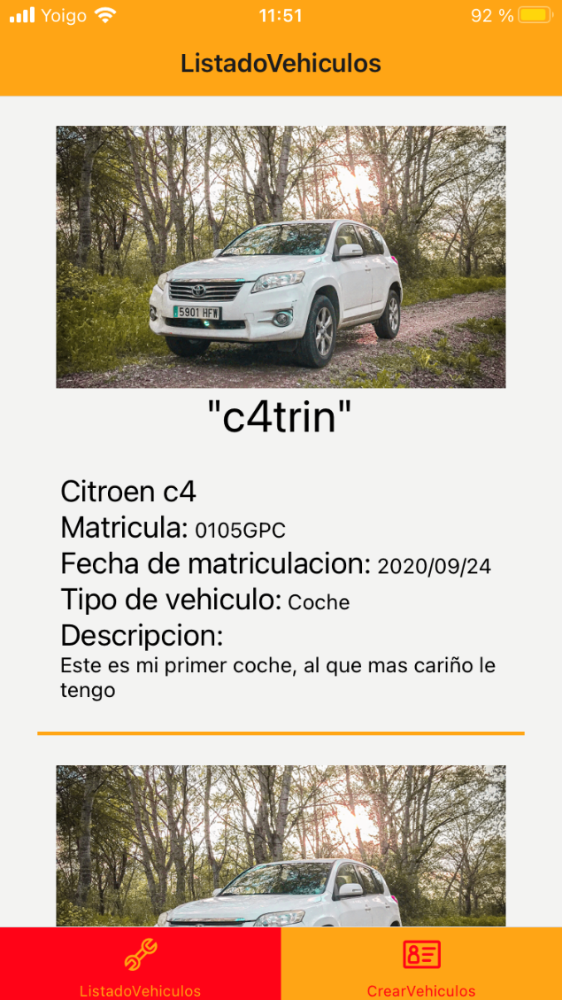 Yoigo 11:51 92 %
ListadoVehiculos
5901 HFW
"c4trin"
Citroen c4
Matricula: 0105GPC
Fecha de matriculacion: 2020/09/24
Tipo de vehiculo: Coche
Descripcion:
Este es mi primer coche, al que mas cariño le
tengo
ListadoVehiculos CrearVehiculos